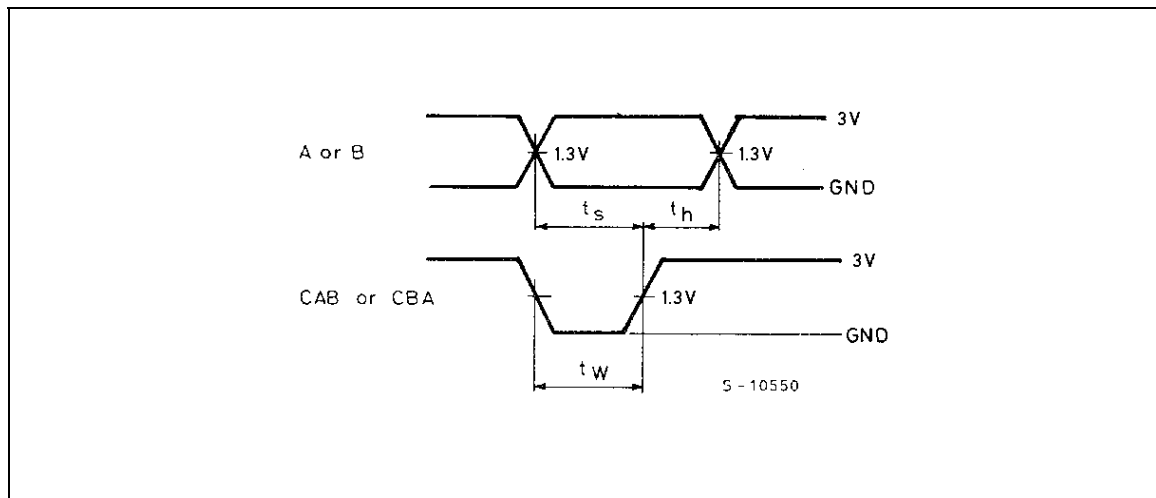 3V
A or B
1.3V
1.3V
GND
ts
th
3V
CAB or CBA
1.3V
GND
tW
S-10550